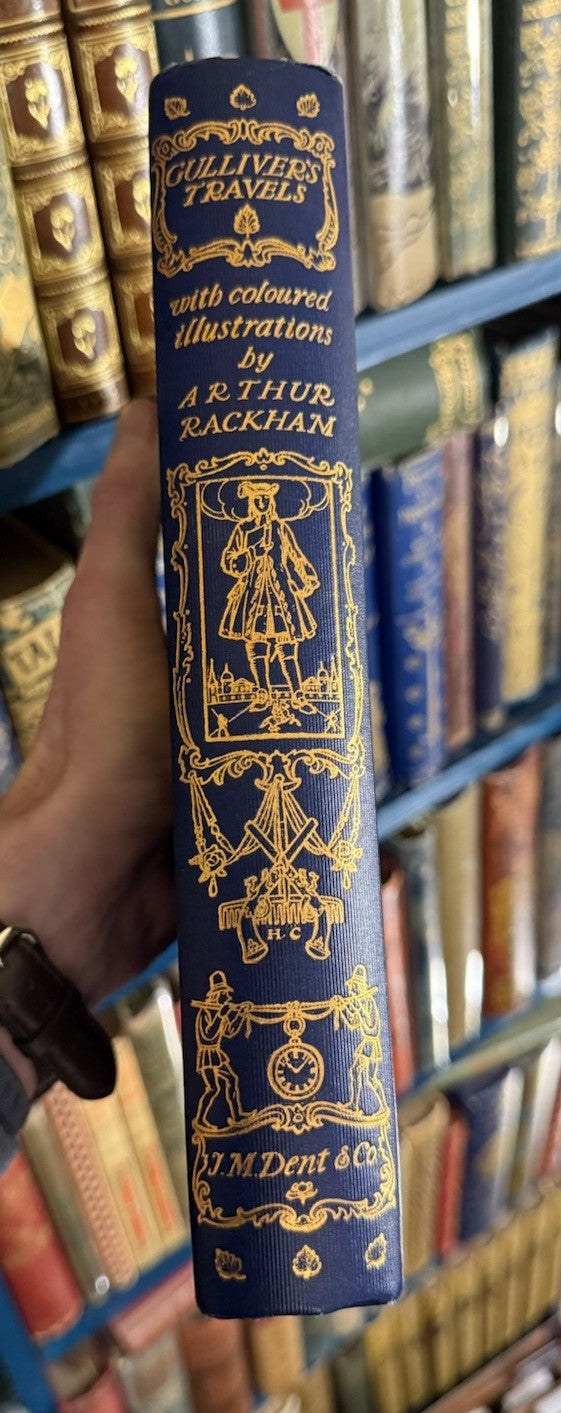 GULLIVER'S
TRAVELS
with coloured
illustrations
by
ARTHUR
RACKHAM
H C
J. M. Dent & Co.